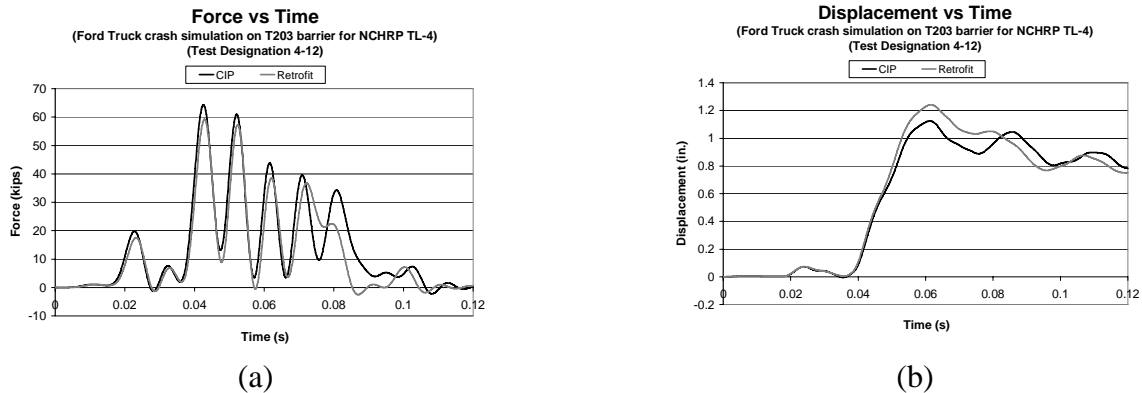 Force vs Time
(Ford Truck crash simulation on T203 barrier for NCHRP TL-4)
(Test Designation 4-12)
CIP Retrofit
70
60
50
40
30
20
10
0
-10
Force (kips)
0 0.02 0.04 0.06 0.08 0.1 0.12
Time (s)
(a)
Displacement vs Time
(Ford Truck crash simulation on T203 barrier for NCHRP TL-4)
(Test Designation 4-12)
CIP Retrofit
1.4
1.2
1
0.8
0.6
0.4
0.2
0
-0.2
Displacement (in.)
0 0.02 0.04 0.06 0.08 0.1 0.12
Time (s)
(b)